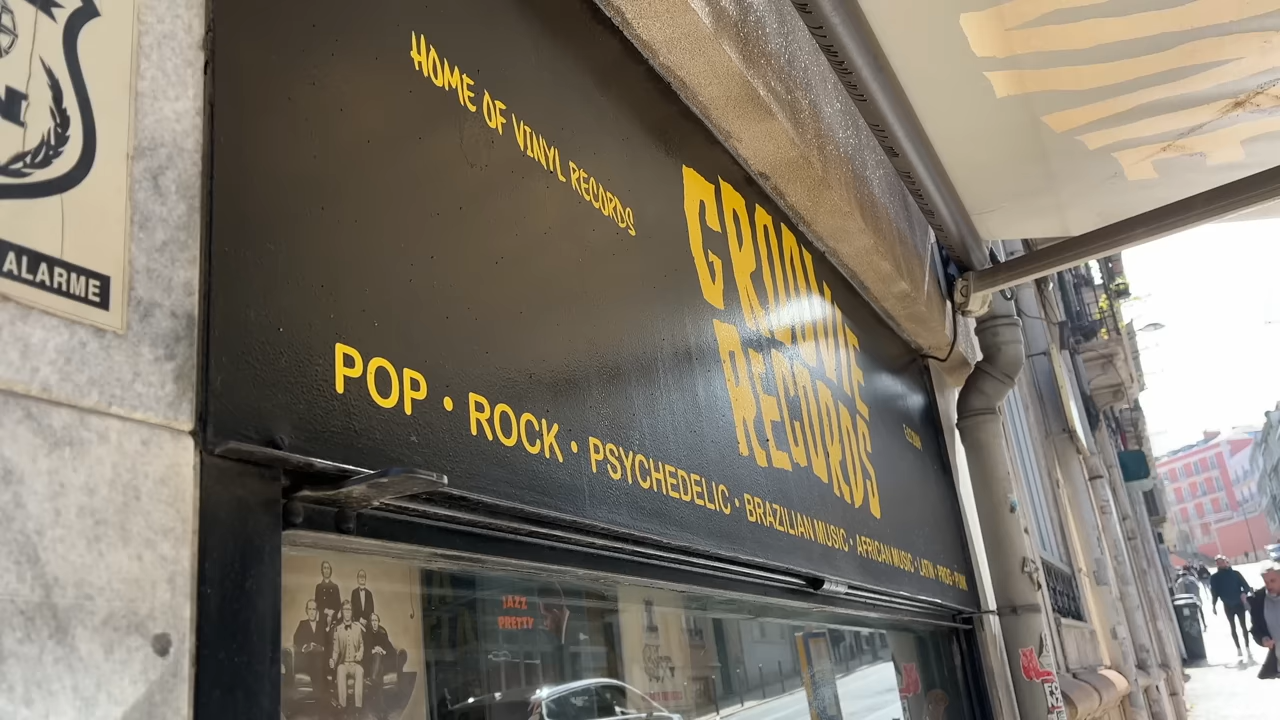 ALARME
HOME OF VINYL RECORDS
GROOVIE
RECORDS
POP • ROCK • PSYCHEDELIC • BRAZILIAN MUSIC • AFRICAN MUSIC • LATIN • PROG • PUNK
JAZZ
PRETTY